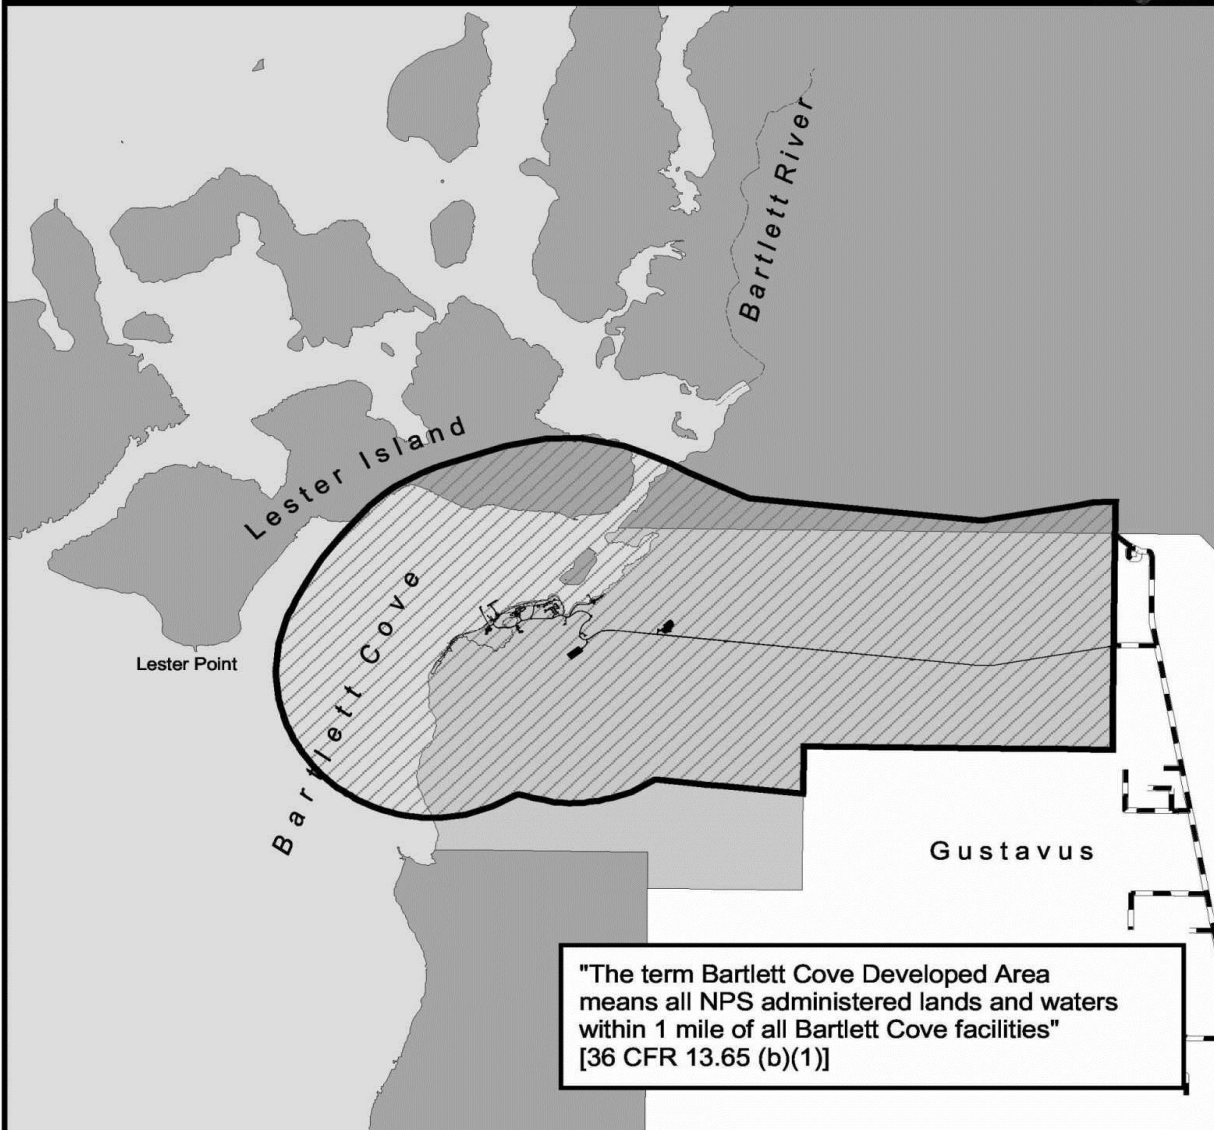 Bartlett River
Lester Island
Bartlett Cove
Lester Point
Gustavus
"The term Bartlett Cove Developed Area
means all NPS administered lands and waters
within 1 mile of all Bartlett Cove facilities"
[36 CFR 13.65 (b)(1)]